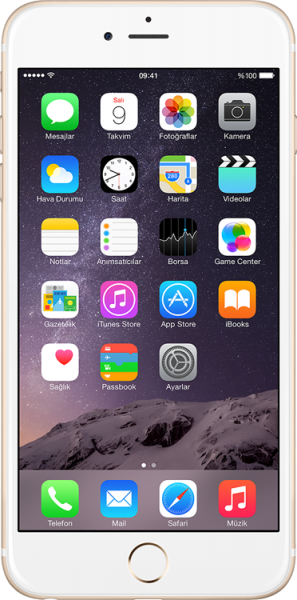 09:41
%100
Salı
9
Mesajlar Takvim Fotoğraflar Kamera
280
Hava Durumu Saat Harita Videolar
Notlar Anımsatıcılar Borsa Game Center
Gazetelik iTunes Store App Store iBooks
Sağlık Passbook Ayarlar
Telefon Mail Safari Müzik